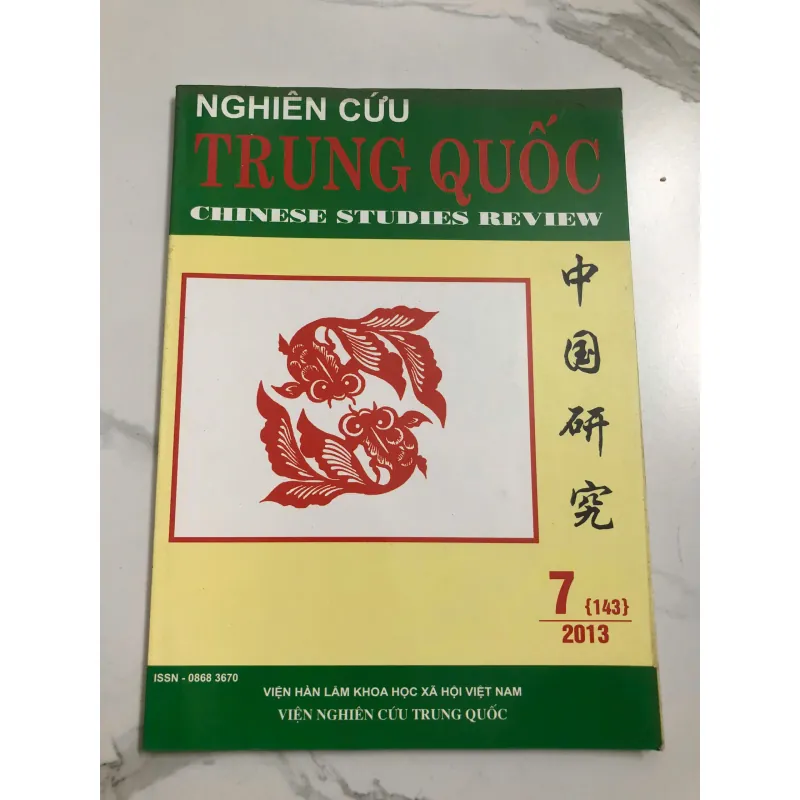 NGHIÊN CỨU
TRUNG QUỐC
CHINESE STUDIES REVIEW
中国研究
7 {143}
2013
ISSN - 0868 3670
VIỆN HÀN LÂM KHOA HỌC XÃ HỘI VIỆT NAM
VIỆN NGHIÊN CỨU TRUNG QUỐC